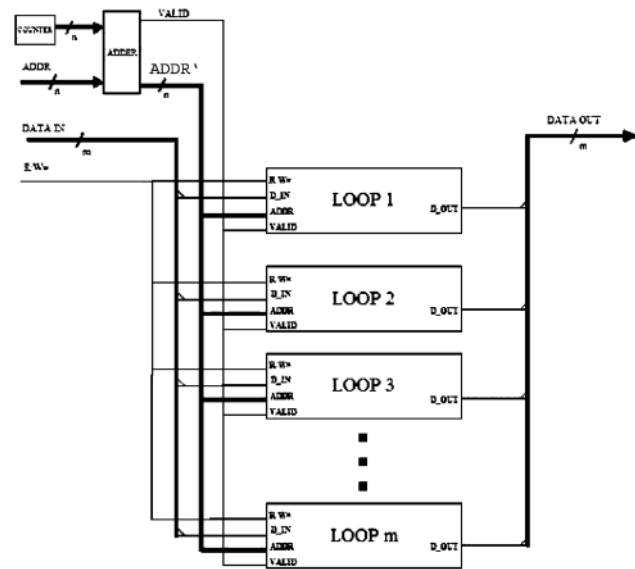 VALID
COUNTER
n
ADDER
ADDR
n
ADDR'
n
DATA IN
m
R/W*
DATA OUT
m
R/W*
D_IN
ADDR
VALID
LOOP 1
D_OUT
R/W*
D_IN
ADDR
VALID
LOOP 2
D_OUT
R/W*
D_IN
ADDR
VALID
LOOP 3
D_OUT
R/W*
D_IN
ADDR
VALID
LOOP m
D_OUT